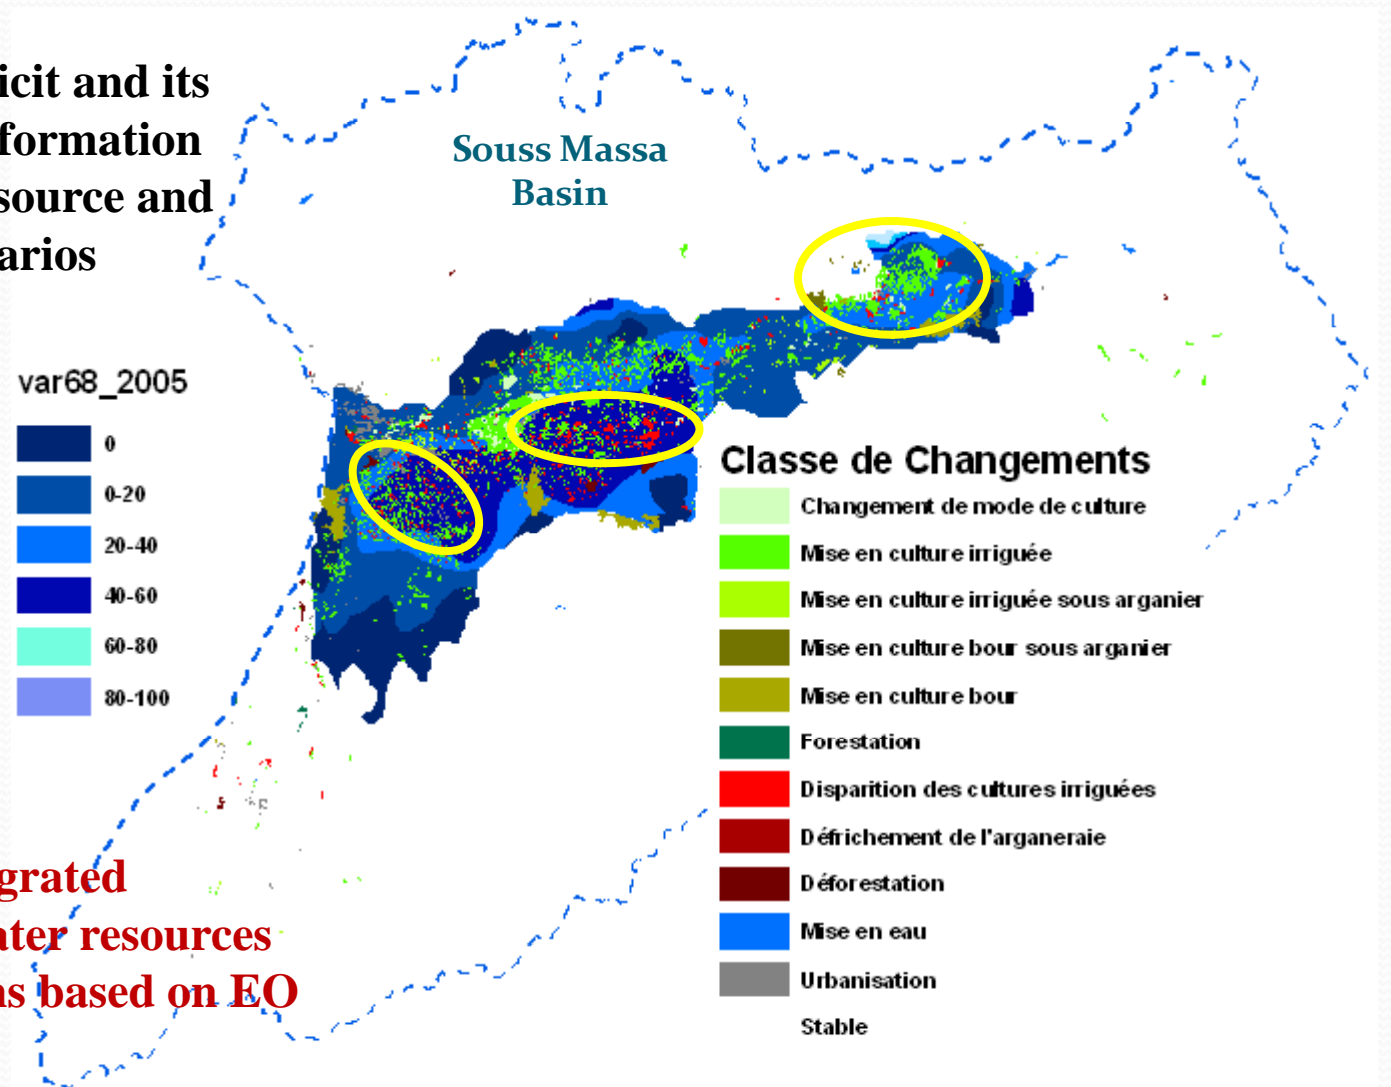 icit and its
formation
source and
arios
Souss Massa
Basin
var68_2005
0
0-20
20-40
40-60
60-80
80-100
Classe de Changements
Changement de mode de culture
Mise en culture irriguée
Mise en culture irriguée sous arganier
Mise en culture bour sous arganier
Mise en culture bour
Forestation
Disparition des cultures irriguées
Défrichement de l'arganeraie
Déforestation
Mise en eau
Urbanisation
Stable
grated
ater resources
ns based on EO